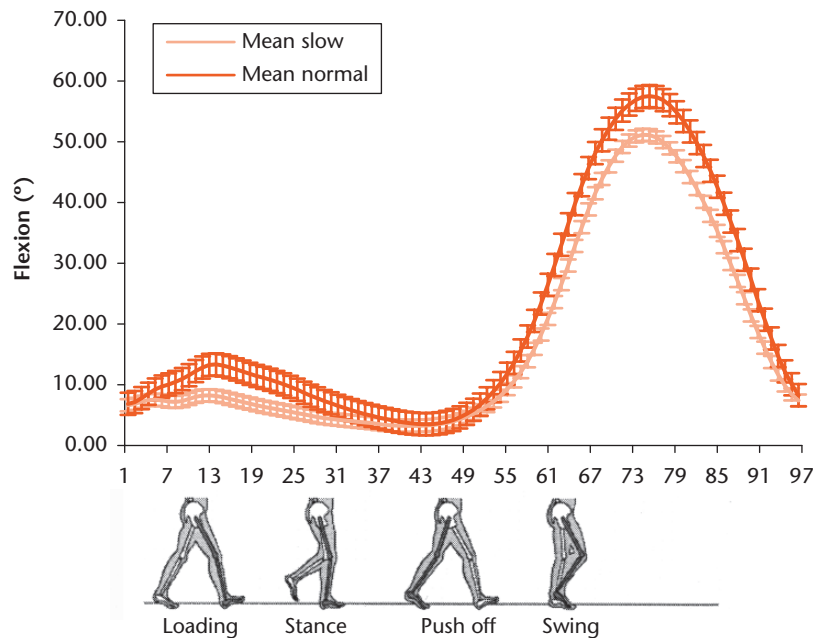 70.00
Mean slow
60.00
Mean normal
50.00
40.00
Flexion (°)
30.00
20.00
10.00
0.00
1 7 13 19 25 31 37 43 49 55 61 67 73 79 85 91 97
Loading Stance Push off Swing